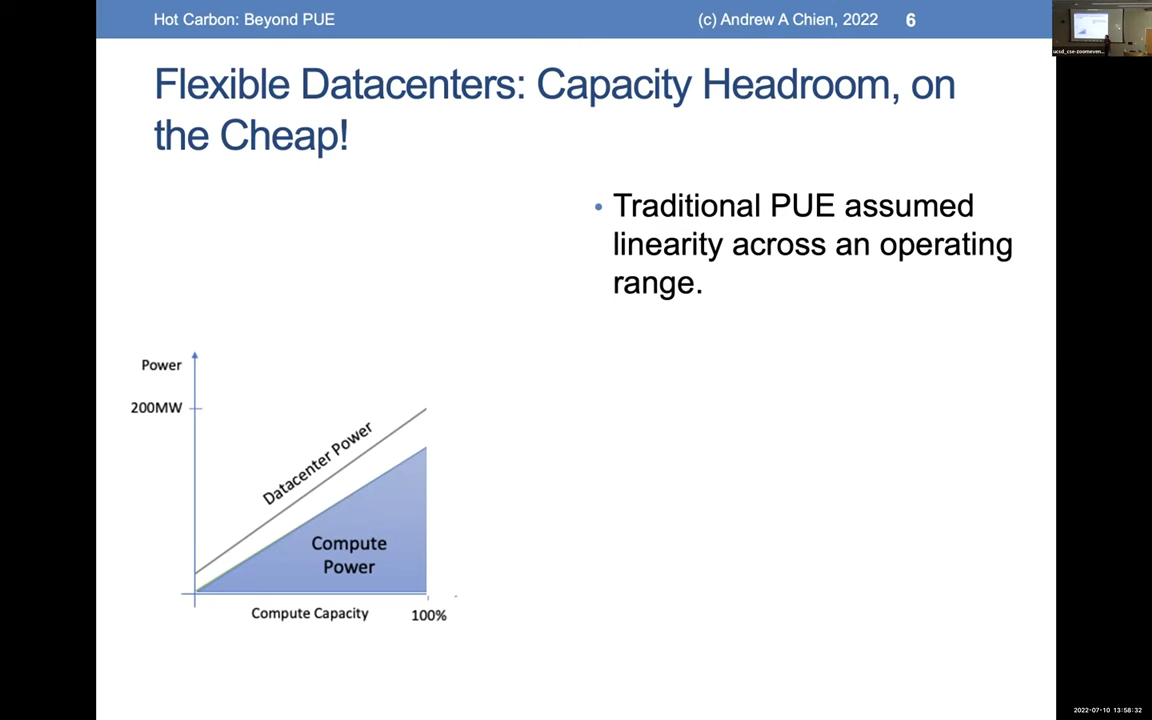 Hot Carbon: Beyond PUE
(c) Andrew A Chien, 2022 6
Flexible Datacenters: Capacity Headroom, on
the Cheap!
• Traditional PUE assumed
linearity across an operating
range.
Power
200MW
Datacenter Power
Compute
Power
Compute Capacity
100%
ucsd_cse-zoomeven...
2022-07-10 13:58:32